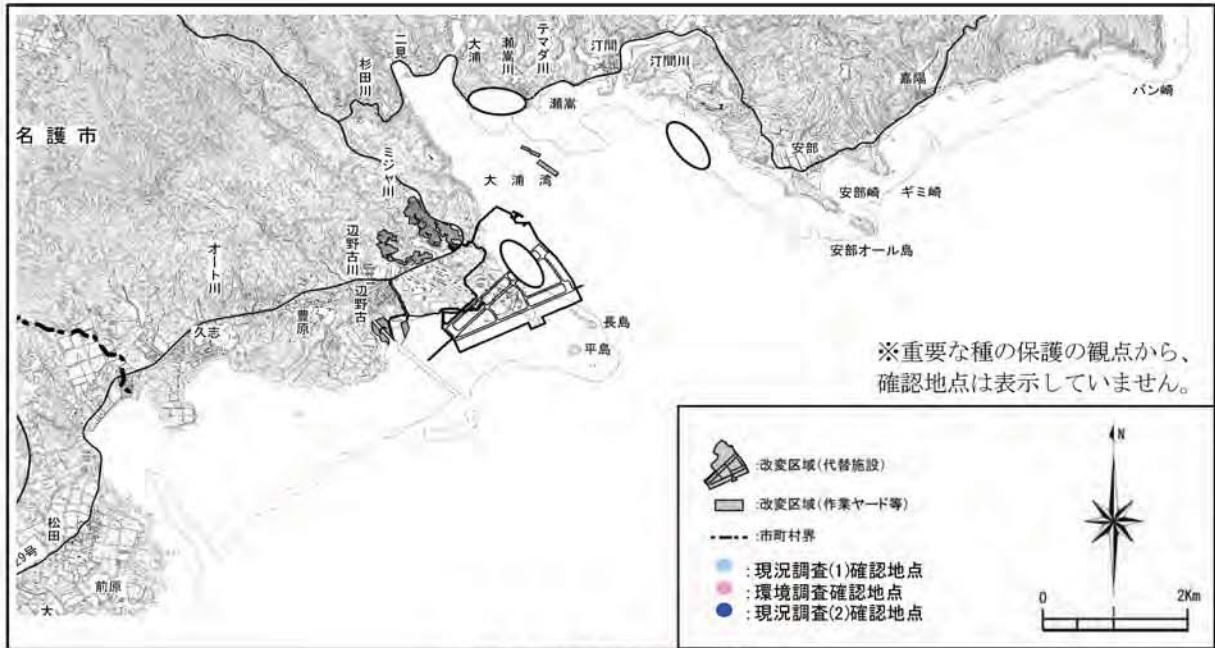 名護市
杉田川
二見
大浦
瀬嵩川
テマダ川
汀間
汀間川
瀬嵩
嘉陽
バン崎
安部
安部崎
ギミ崎
安部オール島
大浦湾
ミジャ川
辺野古川
辺野古
オート川
豊原
久志
長島
平島
松田
前原
※重要な種の保護の観点から、
確認地点は表示していません。
:改変区域(代替施設)
:改変区域(作業ヤード等)
:市町村界
:現況調査(1)確認地点
:環境調査確認地点
:現況調査(2)確認地点
N
0 2Km